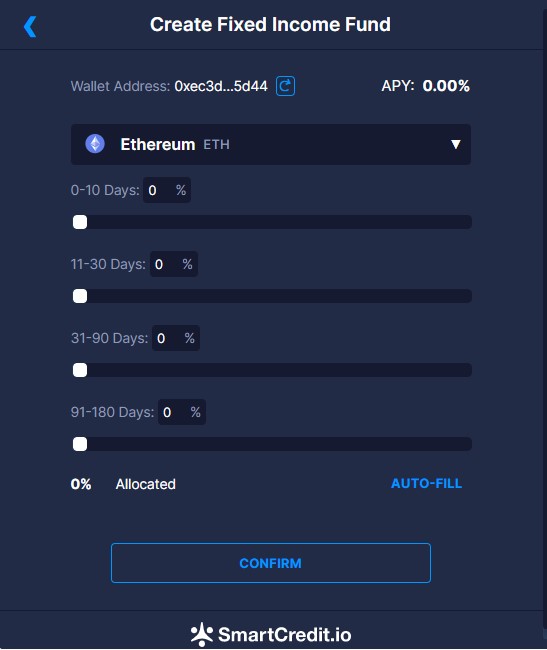 Create Fixed Income Fund
Wallet Address: 0xec3d...5d44 APY: 0.00%
Ethereum ETH
0-10 Days: 0 %
11-30 Days: 0 %
31-90 Days: 0 %
91-180 Days: 0 %
0% Allocated AUTO-FILL
CONFIRM
SmartCredit.io